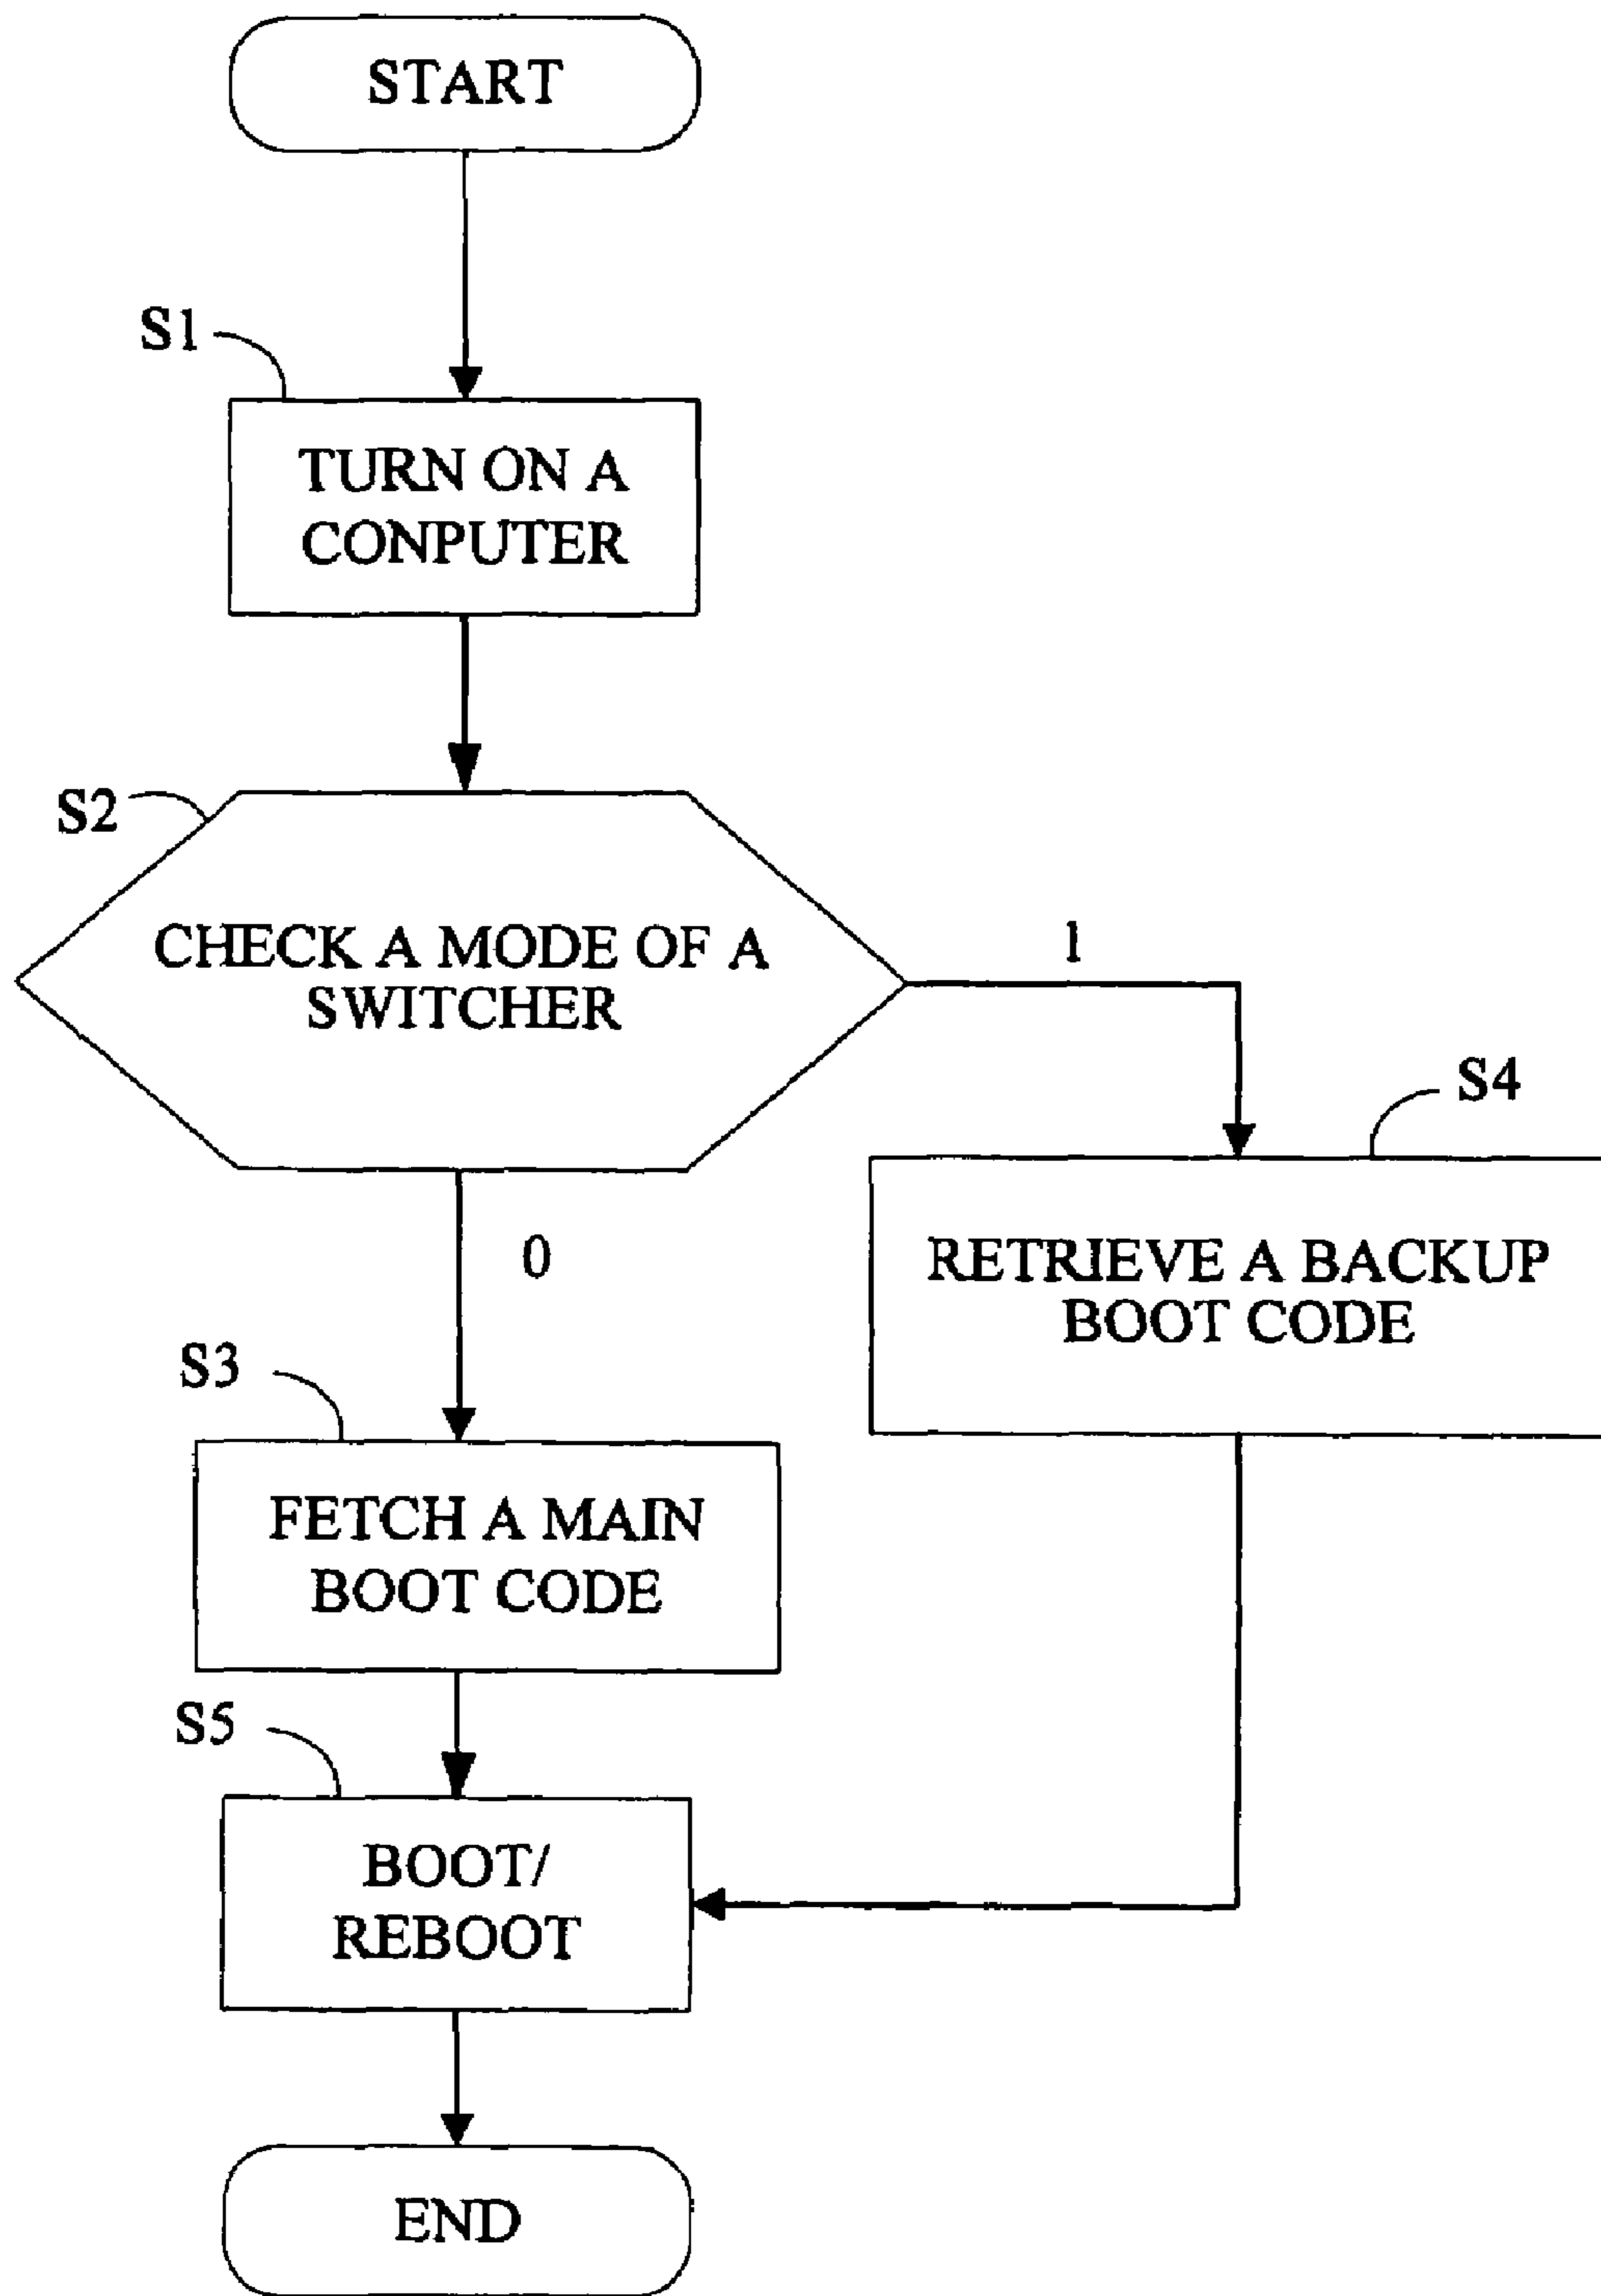 START
S1
TURN ON A
CONPUTER
S2
CHECK A MODE OF A
SWITCHER
1
S4
RETRIEVE A BACKUP
BOOT CODE
0
S3
FETCH A MAIN
BOOT CODE
S5
BOOT/
REBOOT
END